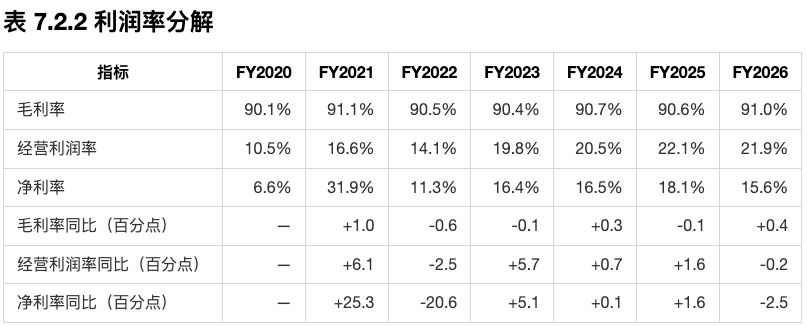 表 7.2.2 利润率分解
指标 FY2020 FY2021 FY2022 FY2023 FY2024 FY2025 FY2026
毛利率 90.1% 91.1% 90.5% 90.4% 90.7% 90.6% 91.0%
经营利润率 10.5% 16.6% 14.1% 19.8% 20.5% 22.1% 21.9%
净利率 6.6% 31.9% 11.3% 16.4% 16.5% 18.1% 15.6%
毛利率同比（百分点） — +1.0 -0.6 -0.1 +0.3 -0.1 +0.4
经营利润率同比（百分点） — +6.1 -2.5 +5.7 +0.7 +1.6 -0.2
净利率同比（百分点） — +25.3 -20.6 +5.1 +0.1 +1.6 -2.5